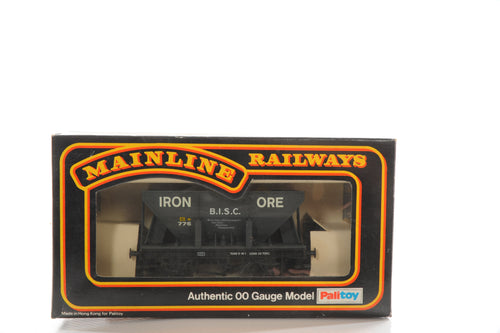 MAINLINE RAILWAYS
IRON ORE
B.I.S.C.
776
Authentic 00 Gauge Model Palitoy
Made in Hong Kong for Palitoy